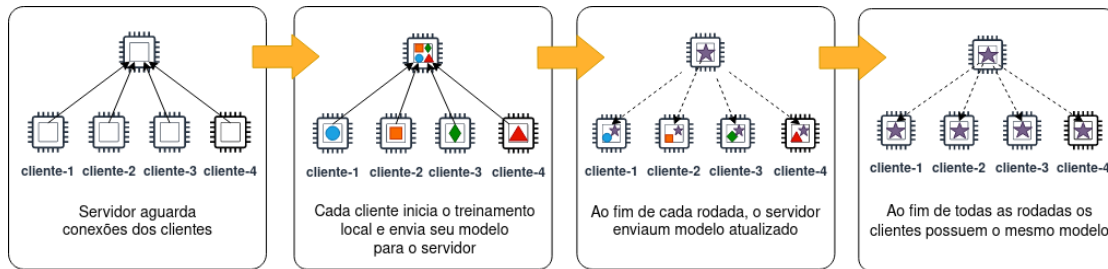 cliente-1 cliente-2 cliente-3 cliente-4
Servidor aguarda
conexões dos clientes
cliente-1 cliente-2 cliente-3 cliente-4
Cada cliente inicia o treinamento
local e envia seu modelo
para o servidor
cliente-1 cliente-2 cliente-3 cliente-4
Ao fim de cada rodada, o servidor
enviaum modelo atualizado
cliente-1 cliente-2 cliente-3 cliente-4
Ao fim de todas as rodadas os
clientes possuem o mesmo modelo